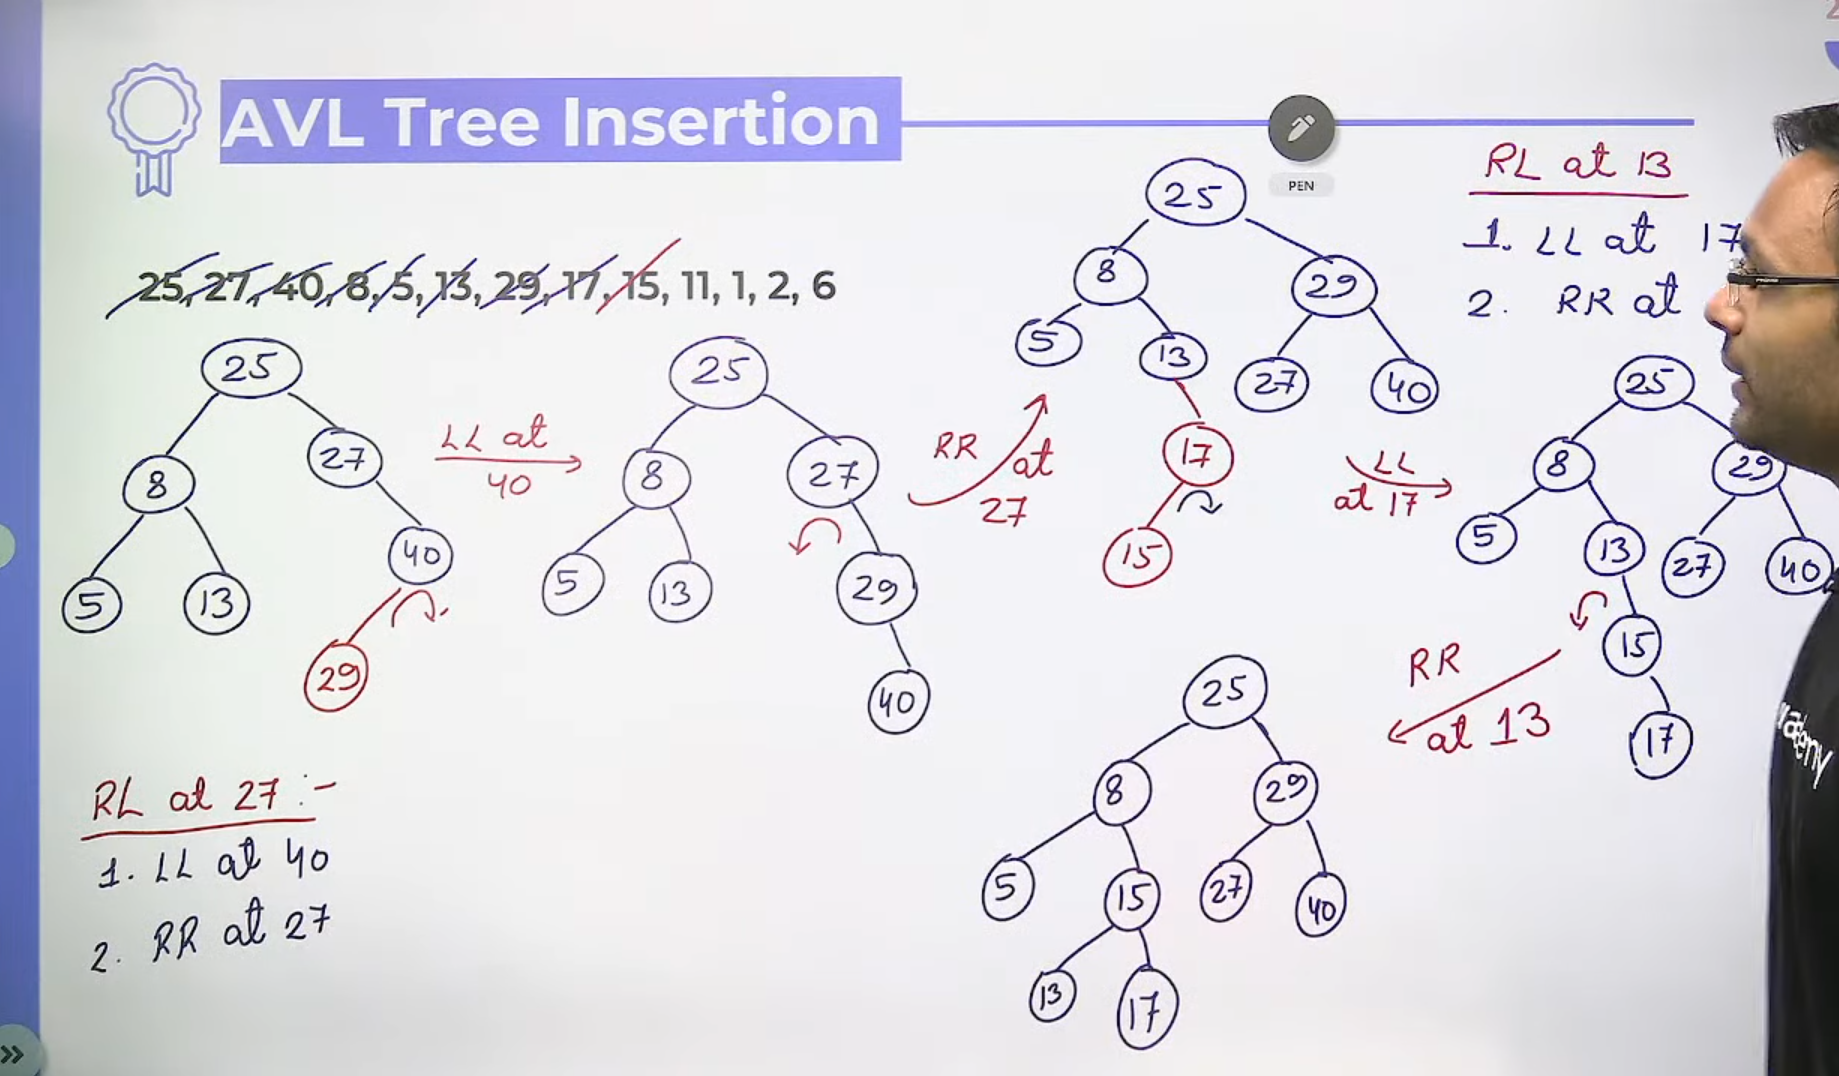 AVL Tree Insertion
PEN
25, 27, 40, 8, 5, 13, 29, 17, 15, 11, 1, 2, 6
25
8
27
5
13
40
29
LL at
40
25
8
27
5
13
29
40
RR at
27
25
8
29
5
13
27
40
17
15
RL at 13
1. LL at 17
2. RR at
LL
at 17
25
8
29
5
13
27
40
15
17
RR
at 13
25
8
29
5
15
27
40
13
17
RL at 27 :-
1. LL at 40
2. RR at 27